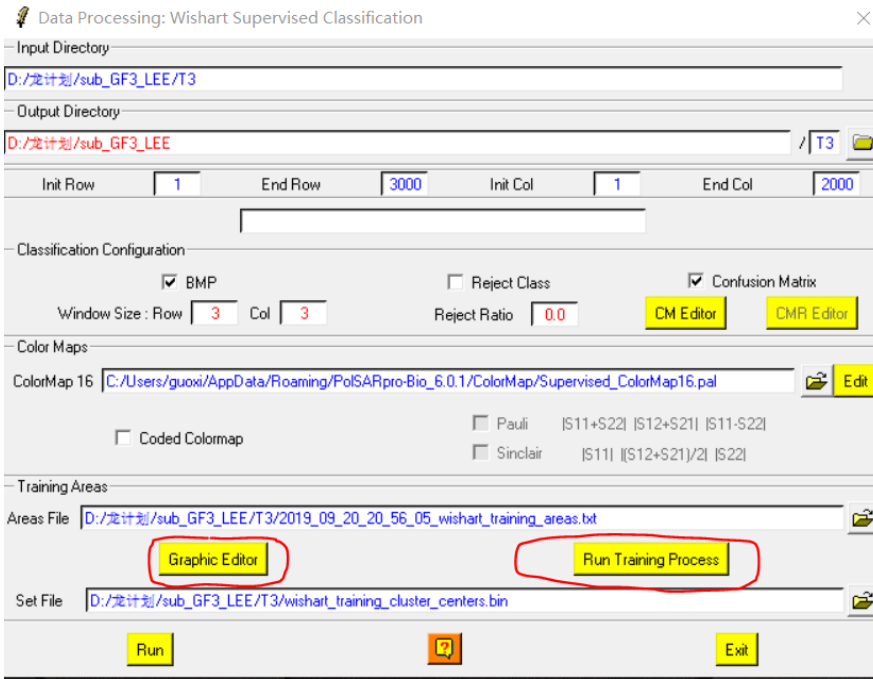 Data Processing: Wishart Supervised Classification
Input Directory
D:/龙计划/sub_GF3_LEE/T3
Output Directory
D:/龙计划/sub_GF3_LEE / T3
Init Row 1 End Row 3000 Init Col 1 End Col 2000
Classification Configuration
BMP Reject Class Confusion Matrix
Window Size : Row 3 Col 3 Reject Ratio 0.0 CM Editor CMR Editor
Color Maps
ColorMap 16 C:/Users/guoxi/AppData/Roaming/PolSARpro-Bio_6.0.1/ColorMap/Supervised_ColorMap16.pal Edit
Coded Colormap
Pauli |S11+S22| |S12+S21| |S11-S22|
Sinclair |S11| |(S12+S21)/2| |S22|
Training Areas
Areas File D:/龙计划/sub_GF3_LEE/T3/2019_09_20_20_56_05_wishart_training_areas.txt
Graphic Editor Run Training Process
Set File D:/龙计划/sub_GF3_LEE/T3/wishart_training_cluster_centers.bin
Run ? Exit